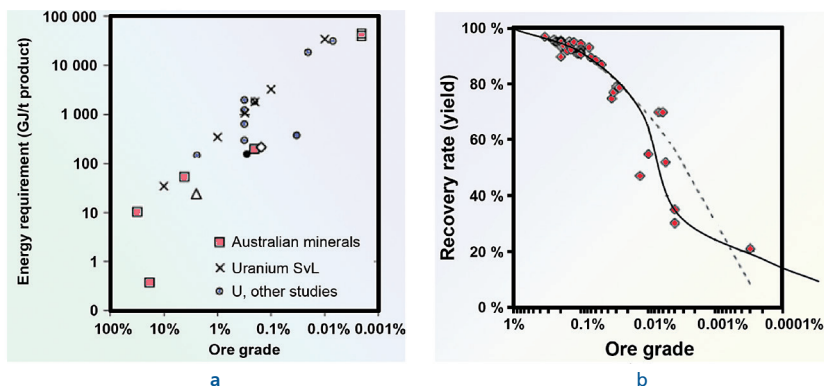 100 000
10 000
1 000
100
10
1
0
Energy requirement (GJ/t product)
Australian minerals
Uranium SvL
U, other studies
100% 10% 1% 0.1% 0.01% 0.001%
Ore grade
a
100 %
80 %
60 %
40 %
20 %
0 %
Recovery rate (yield)
1% 0.1% 0.01% 0.001% 0.0001%
Ore grade
b